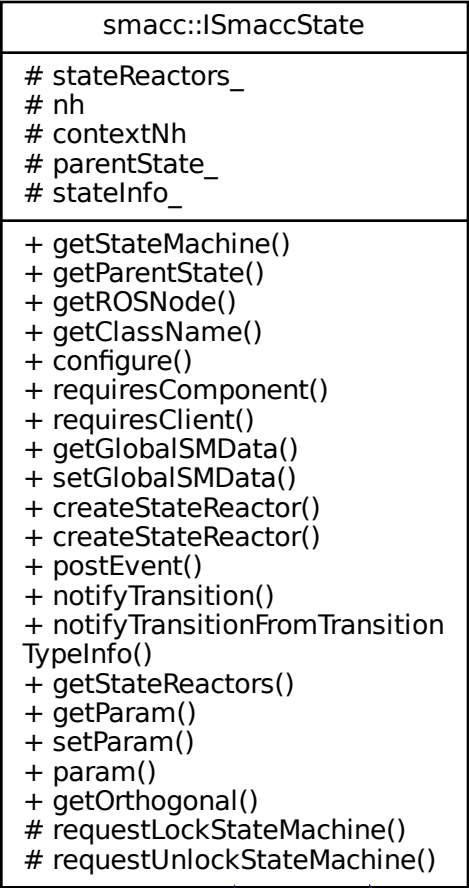 smacc::ISmaccState
# stateReactors_
# nh
# contextNh
# parentState_
# stateInfo_
+ getStateMachine()
+ getParentState()
+ getROSNode()
+ getClassName()
+ configure()
+ requiresComponent()
+ requiresClient()
+ getGlobalSMData()
+ setGlobalSMData()
+ createStateReactor()
+ createStateReactor()
+ postEvent()
+ notifyTransition()
+ notifyTransitionFromTransition
TypeInfo()
+ getStateReactors()
+ getParam()
+ setParam()
+ param()
+ getOrthogonal()
# requestLockStateMachine()
# requestUnlockStateMachine()